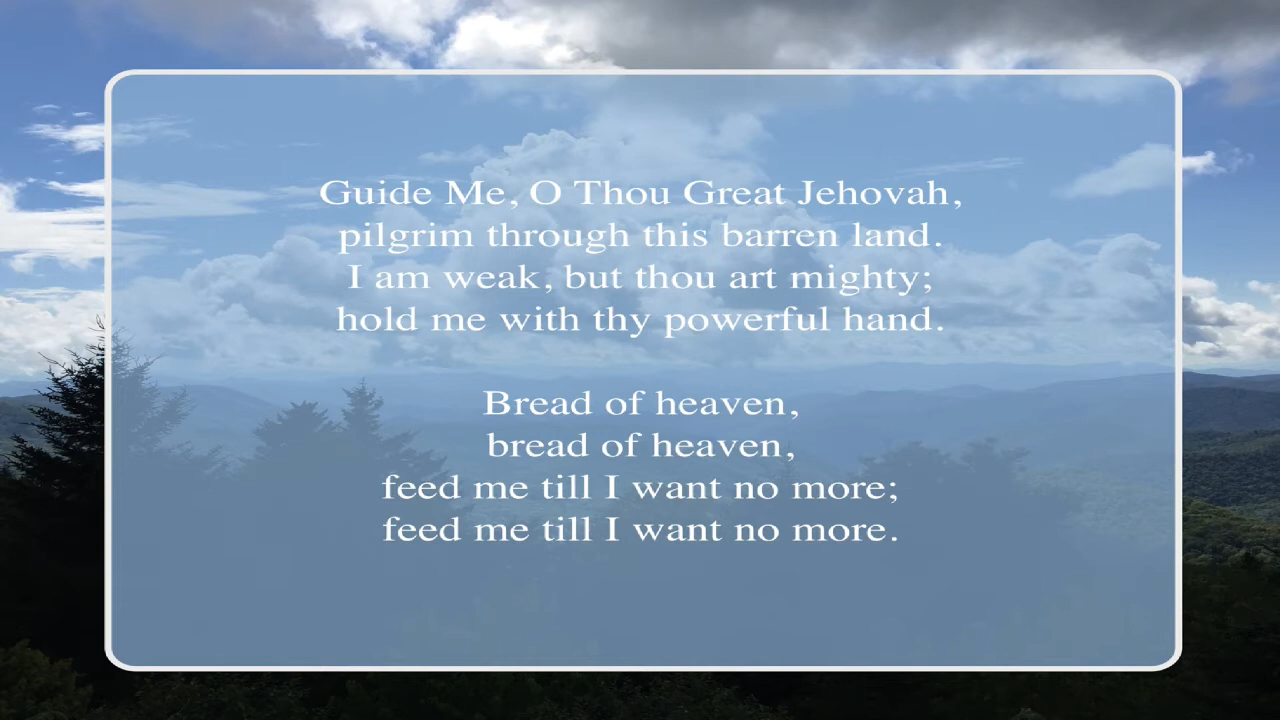 Guide Me, O Thou Great Jehovah,
pilgrim through this barren land.
I am weak, but thou art mighty;
hold me with thy powerful hand.
Bread of heaven,
bread of heaven,
feed me till I want no more;
feed me till I want no more.